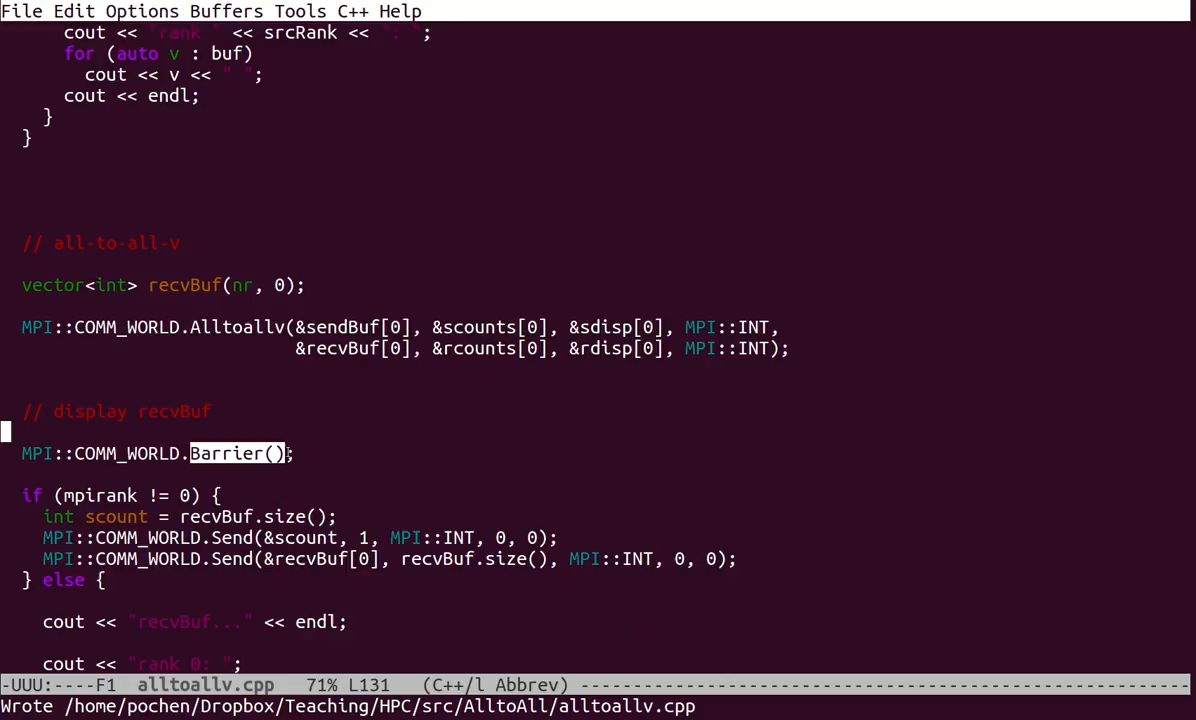 File Edit Options Buffers Tools C++ Help
cout << "rank " << srcRank << ": ";
for (auto v : buf)
cout << v << " ";
cout << endl;
}
}
// all-to-all-v
vector<int> recvBuf(nr, 0);
MPI::COMM_WORLD.Alltoallv(&sendBuf[0], &scounts[0], &sdisp[0], MPI::INT,
&recvBuf[0], &rcounts[0], &rdisp[0], MPI::INT);
// display recvBuf
MPI::COMM_WORLD.Barrier();
if (mpirank != 0) {
int scount = recvBuf.size();
MPI::COMM_WORLD.Send(&scount, 1, MPI::INT, 0, 0);
MPI::COMM_WORLD.Send(&recvBuf[0], recvBuf.size(), MPI::INT, 0, 0);
} else {
cout << "recvBuf..." << endl;
cout << "rank 0: ";
-UUU:----F1  alltoallv.cpp   71% L131   (C++/l Abbrev) ----------------------------------------------------------
Wrote /home/pochen/Dropbox/Teaching/HPC/src/AlltoAll/alltoallv.cpp